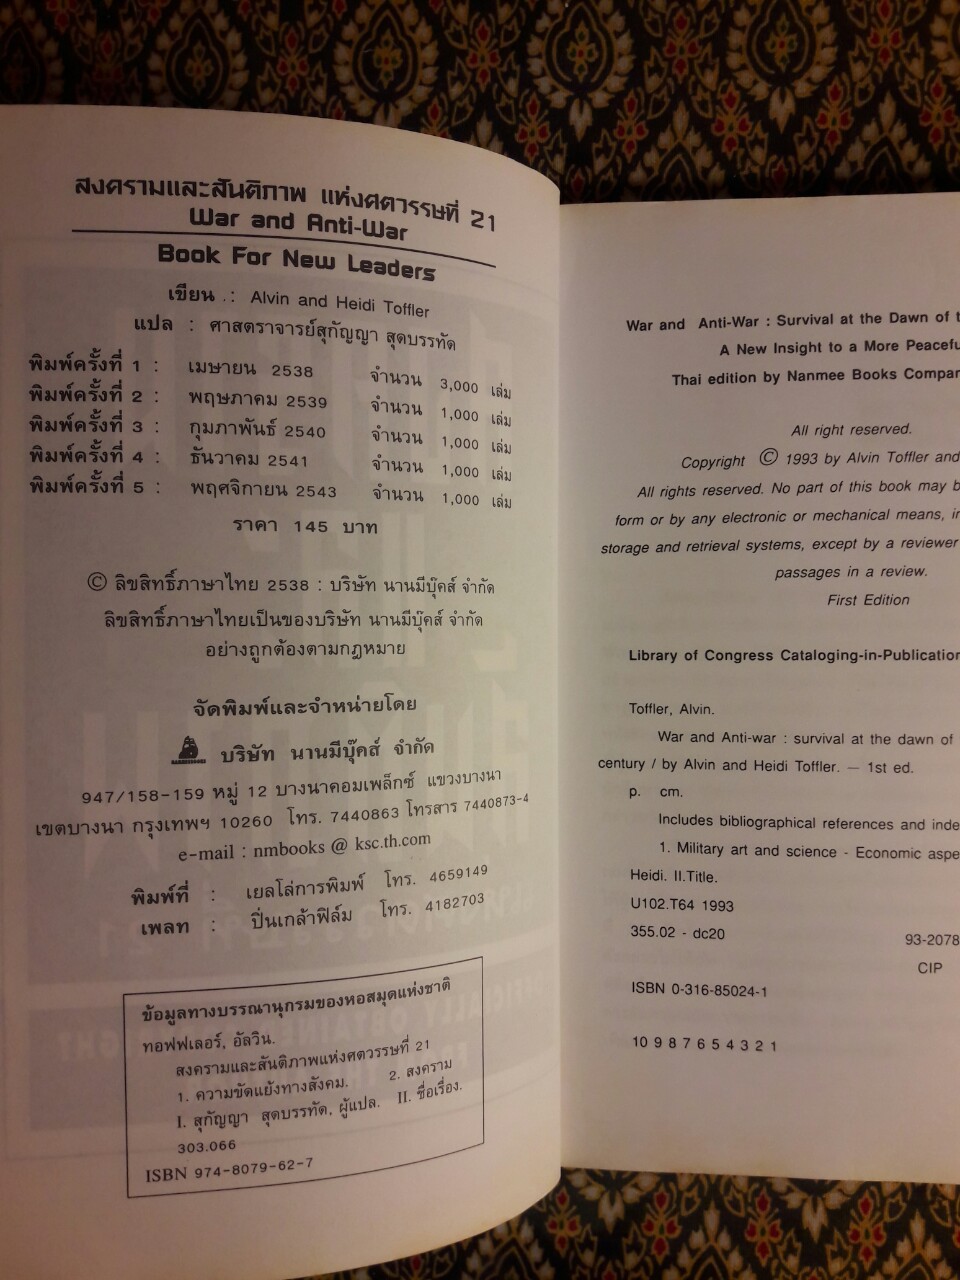 สงครามและสันติภาพ แห่งศตวรรษที่ 21
War and Anti-War
Book For New Leaders
เขียน : Alvin and Heidi Toffler
แปล : ศาสตราจารย์สุกัญญา สุดบรรทัด
พิมพ์ครั้งที่ 1 : เมษายน 2538 จำนวน 3,000 เล่ม
พิมพ์ครั้งที่ 2 : พฤษภาคม 2539 จำนวน 1,000 เล่ม
พิมพ์ครั้งที่ 3 : กุมภาพันธ์ 2540 จำนวน 1,000 เล่ม
พิมพ์ครั้งที่ 4 : ธันวาคม 2541 จำนวน 1,000 เล่ม
พิมพ์ครั้งที่ 5 : พฤศจิกายน 2543 จำนวน 1,000 เล่ม
ราคา 145 บาท
© ลิขสิทธิ์ภาษาไทย 2538 : บริษัท นานมีบุ๊คส์ จำกัด
ลิขสิทธิ์ภาษาไทยเป็นของบริษัท นานมีบุ๊คส์ จำกัด
อย่างถูกต้องตามกฎหมาย
จัดพิมพ์และจำหน่ายโดย
บริษัท นานมีบุ๊คส์ จำกัด
947/158-159 หมู่ 12 บางนาคอมเพล็กซ์ แขวงบางนา
เขตบางนา กรุงเทพฯ 10260 โทร. 7440863 โทรสาร 7440873-4
e-mail : nmbooks @ ksc.th.com
พิมพ์ที่ : เยลโล่การพิมพ์ โทร. 4659149
เพลท : ปิ่นเกล้าฟิล์ม โทร. 4182703
ข้อมูลทางบรรณานุกรมของหอสมุดแห่งชาติ
ทอฟฟเลอร์, อัลวิน.
สงครามและสันติภาพแห่งศตวรรษที่ 21
1. ความขัดแย้งทางสังคม. 2. สงคราม
I. สุกัญญา สุดบรรทัด, ผู้แปล. II. ชื่อเรื่อง.
303.066
ISBN 974-8079-62-7
War and Anti-War : Survival at the Dawn of
A New Insight to a More
Thai edition by Nanmee Books
All right reserved.
Copyright © 1993 by Alvin Toffler and
All rights reserved. No part of this book may
form or by any electronic or mechanical means,
storage and retrieval systems, except by a reviewer
passages in a review.
First Edition
Library of Congress Cataloging-in-Publication
Toffler, Alvin.
War and Anti-war : survival at the dawn of
century / by Alvin and Heidi Toffler. — 1st ed.
p. cm.
Includes bibliographical references and
1. Military art and science - Economic
Heidi. II.Title.
U102.T64 1993
355.02 - dc20 93-2078
CIP
ISBN 0-316-85024-1
10 9 8 7 6 5 4 3 2 1